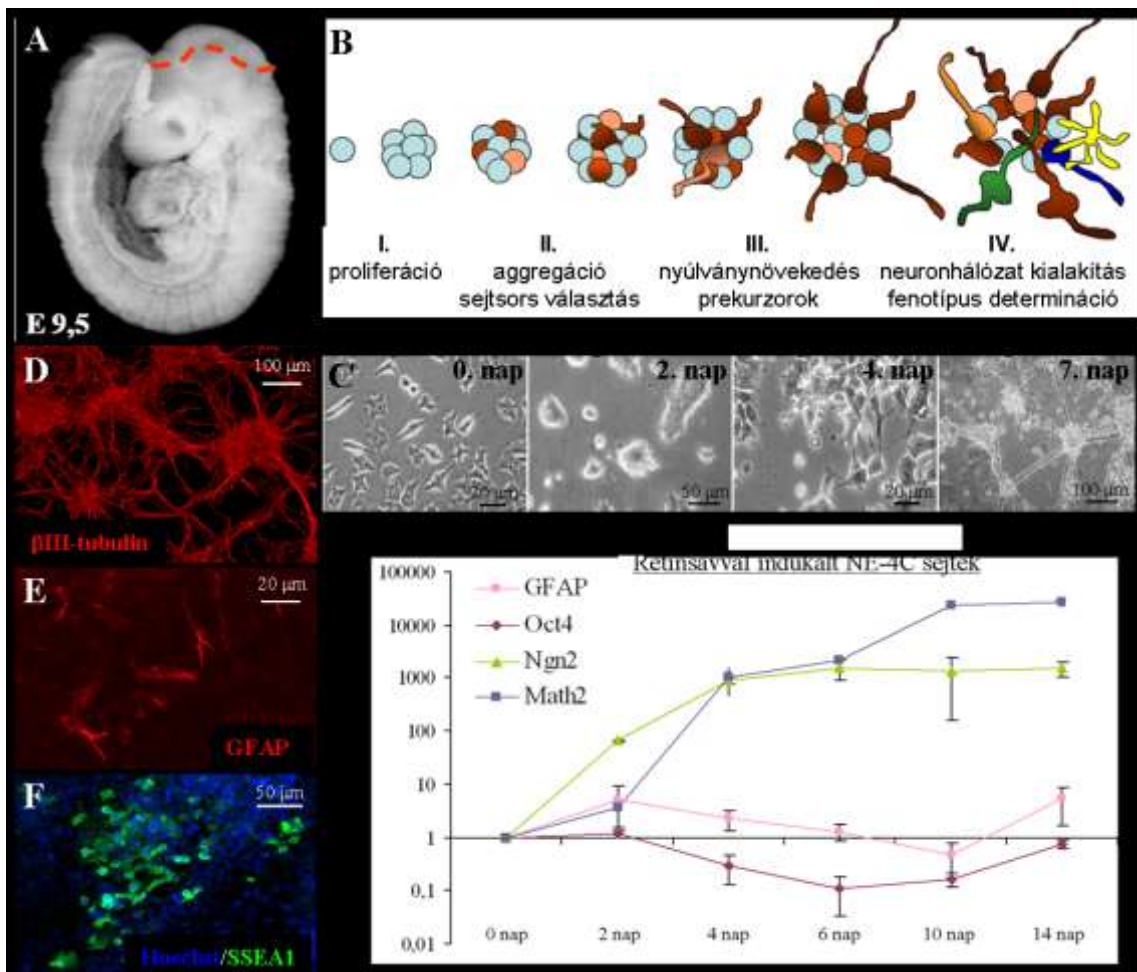 A
E 9,5
B
I.
proliferáció
II.
aggregáció
sejtsors választás
III.
nyúlványnövekedés
prekurzorok
IV.
neuronhálózat kialakítás
fenotípus determináció
C
0. nap
20 µm
2. nap
50 µm
4. nap
20 µm
7. nap
100 µm
D
100 µm
βIII-tubulin
E
20 µm
GFAP
F
50 µm
Hoechst/SSEA1
Retinsavval indukált NE-4C sejtek
GFAP
Oct4
Ngn2
Math2
100000
10000
1000
100
10
1
0,1
0,01
0 nap
2 nap
4 nap
6 nap
10 nap
14 nap